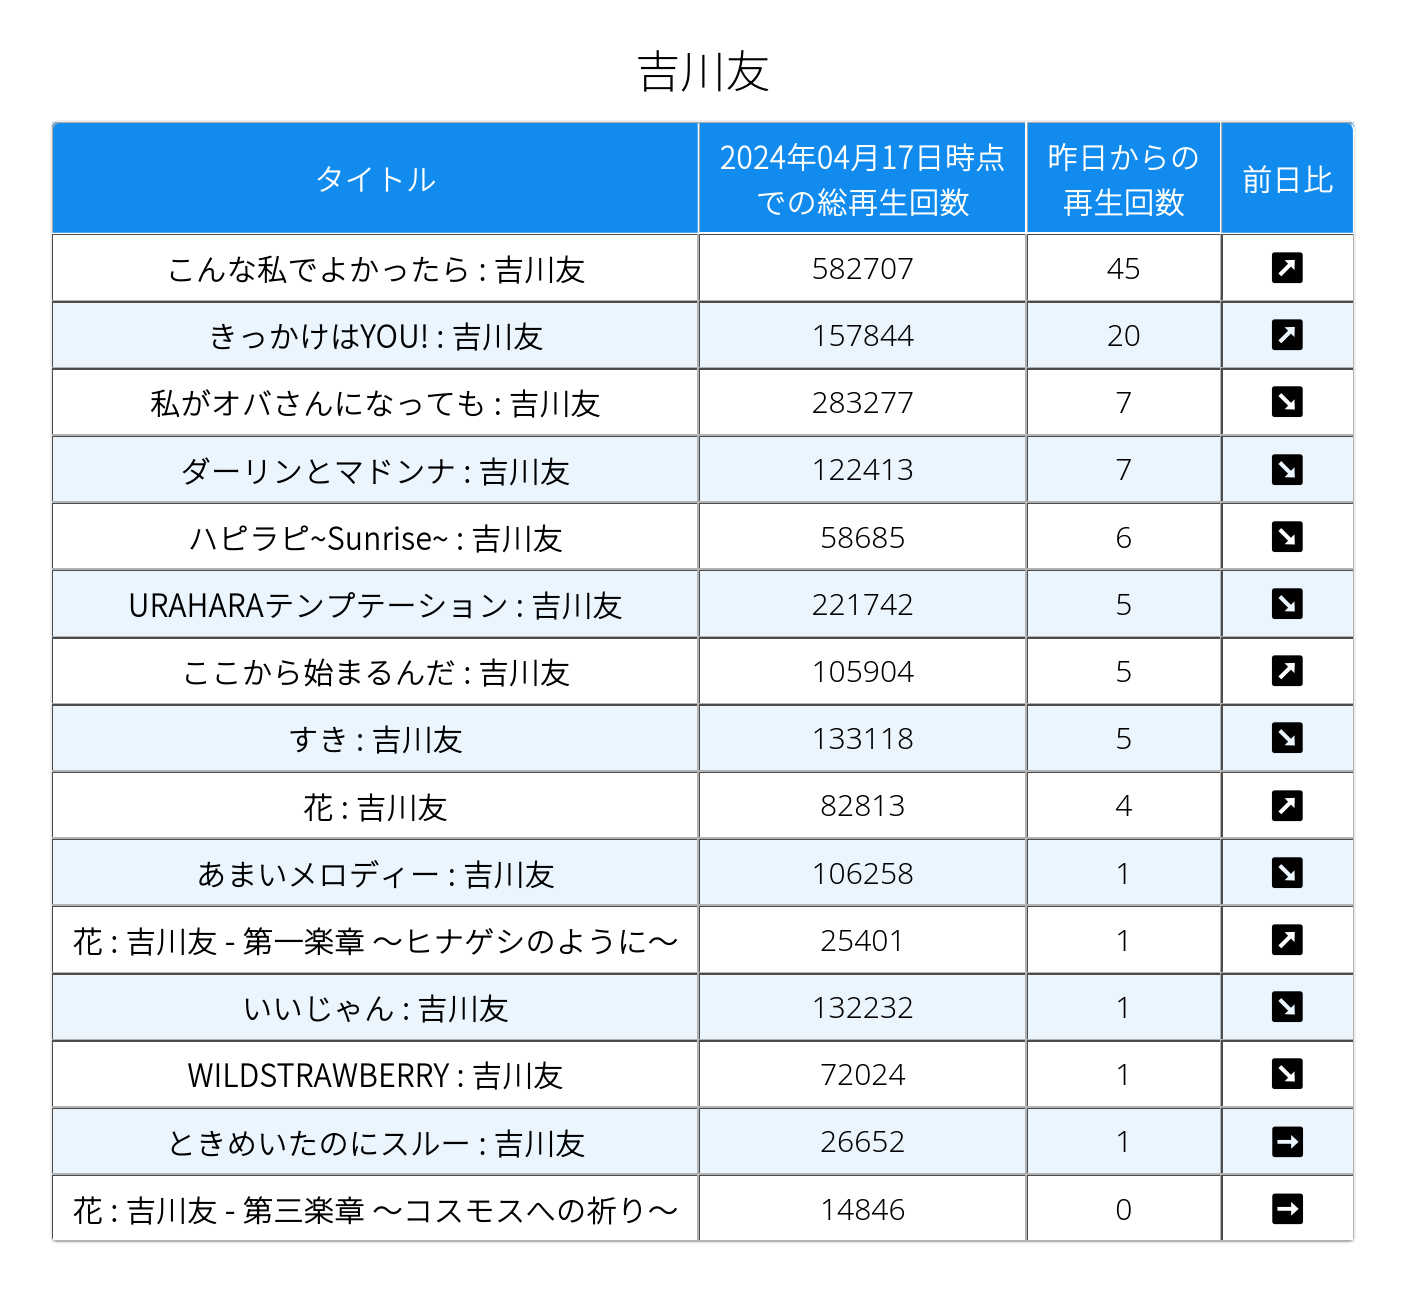 吉川友
タイトル 2024年04月17日時点での総再生回数 昨日からの再生回数 前日比
こんな私でよかったら : 吉川友 582707 45 ↗
きっかけはYOU! : 吉川友 157844 20 ↗
私がオバさんになっても : 吉川友 283277 7 ↘
ダーリンとマドンナ : 吉川友 122413 7 ↘
ハピラピ~Sunrise~ : 吉川友 58685 6 ↘
URAHARAテンプテーション : 吉川友 221742 5 ↘
ここから始まるんだ : 吉川友 105904 5 ↗
すき : 吉川友 133118 5 ↘
花 : 吉川友 82813 4 ↗
あまいメロディー : 吉川友 106258 1 ↘
花 : 吉川友 - 第一楽章 〜ヒナゲシのように〜 25401 1 ↗
いいじゃん : 吉川友 132232 1 ↘
WILDSTRAWBERRY : 吉川友 72024 1 ↘
ときめいたのにスルー : 吉川友 26652 1 →
花 : 吉川友 - 第三楽章 〜コスモスへの祈り〜 14846 0 →